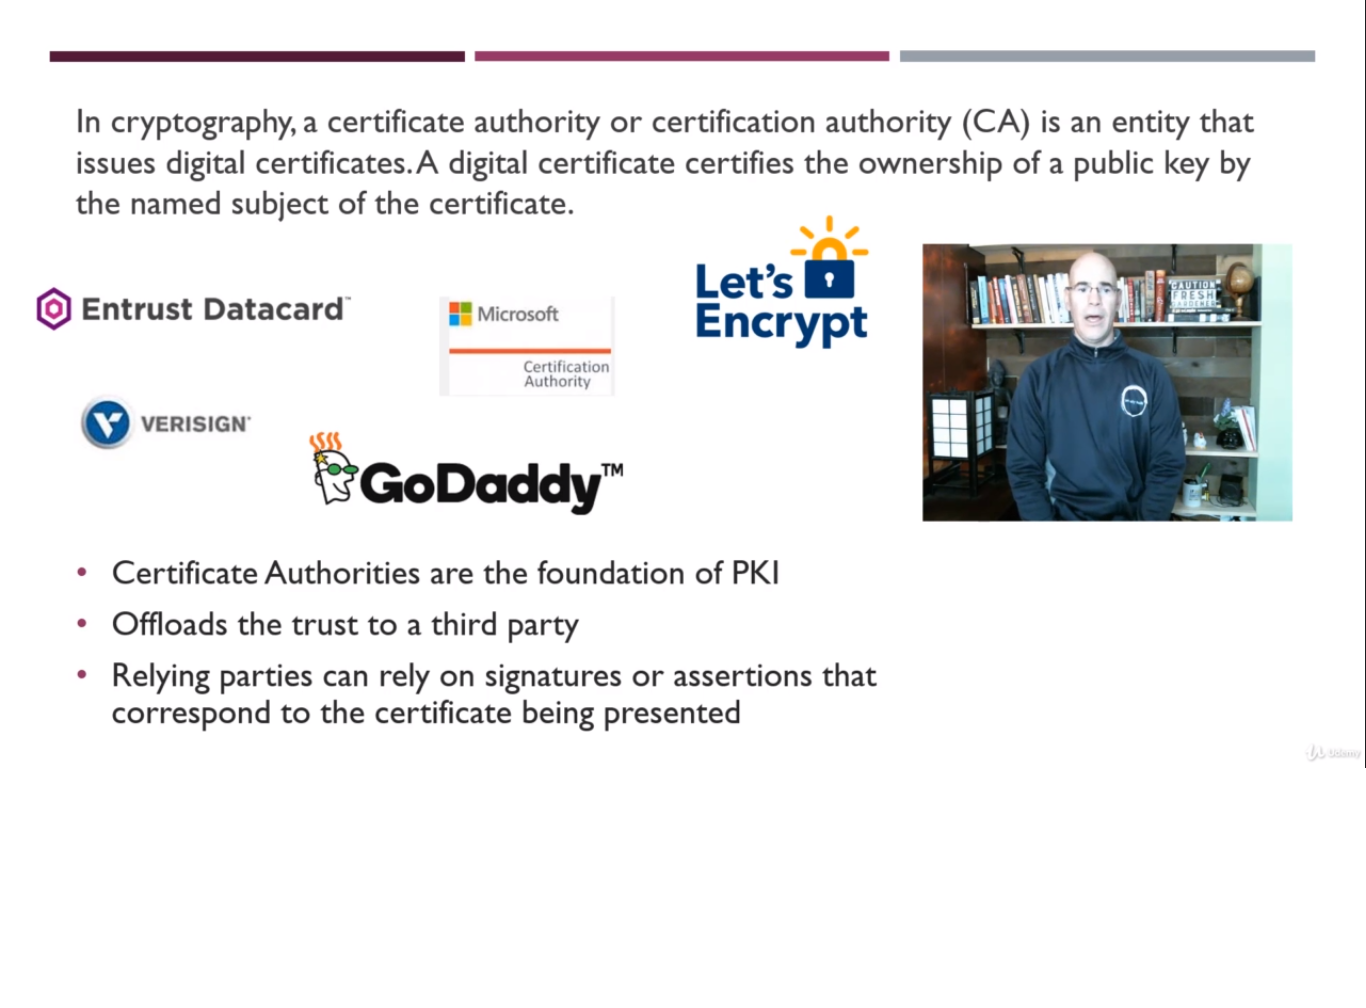 In cryptography, a certificate authority or certification authority (CA) is an entity that
issues digital certificates. A digital certificate certifies the ownership of a public key by
the named subject of the certificate.
Entrust Datacard™
Microsoft
Certification
Authority
Let's
Encrypt
CAUTION
FRESH
GARDENER
VERISIGN
GoDaddy™
• Certificate Authorities are the foundation of PKI
• Offloads the trust to a third party
• Relying parties can rely on signatures or assertions that
correspond to the certificate being presented
Udemy